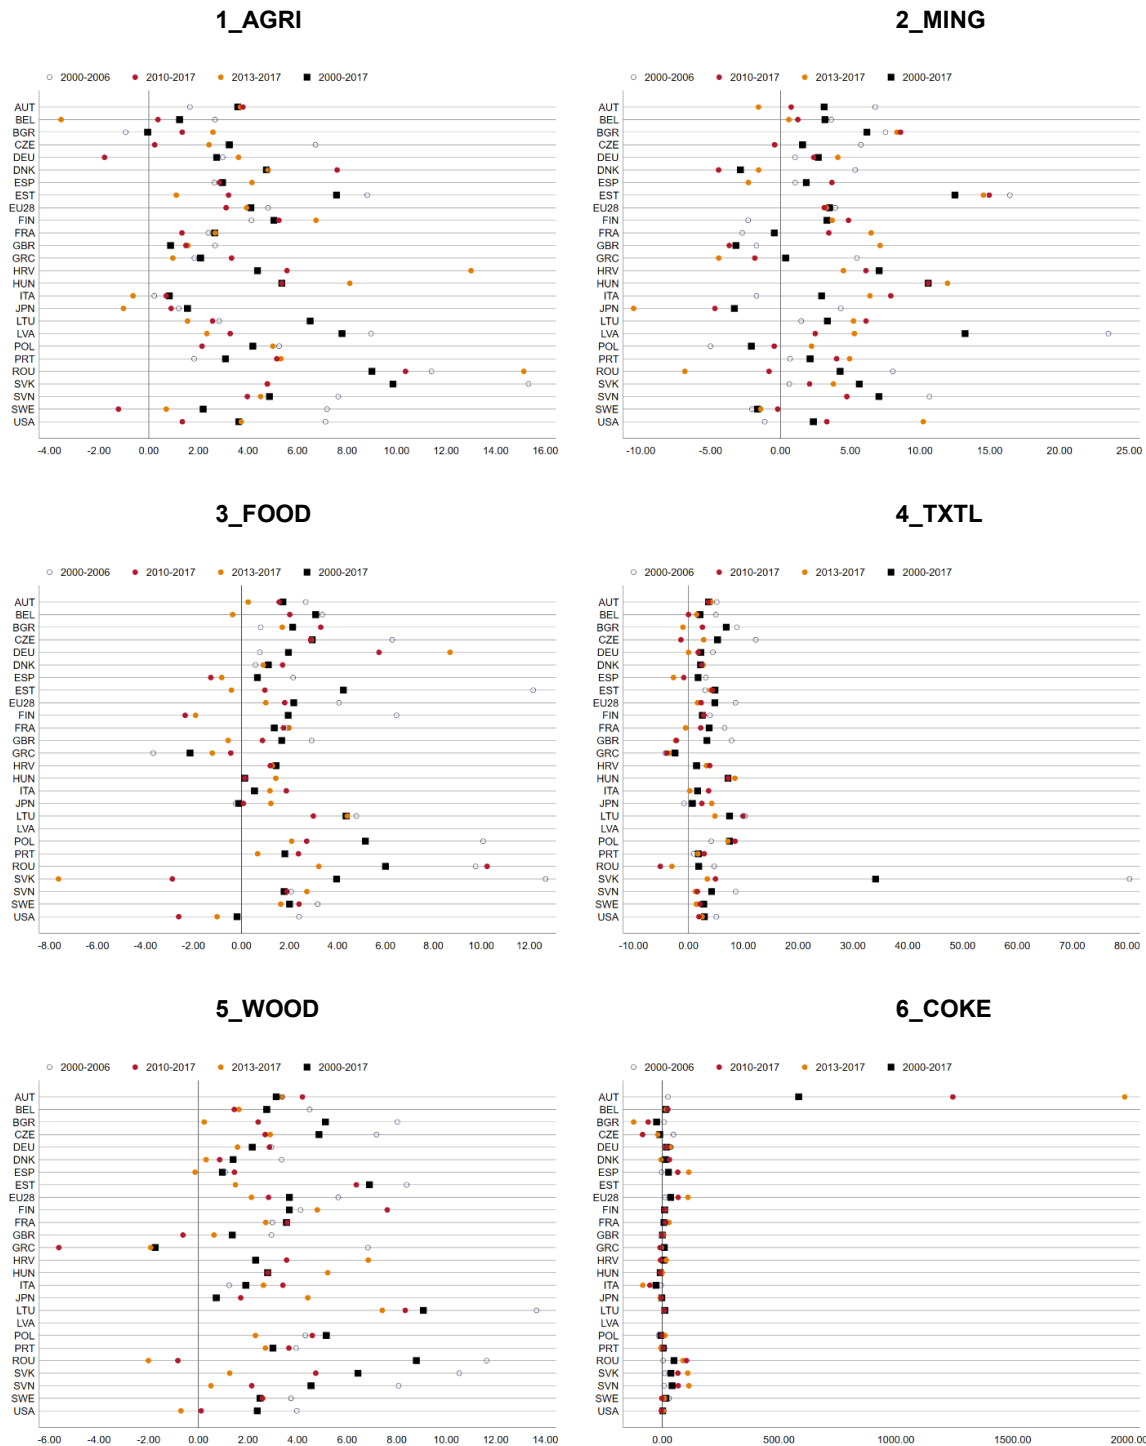 1_AGRI
2_MING
2000-2006 2010-2017 2013-2017 2000-2017
2000-2006 2010-2017 2013-2017 2000-2017
AUT
BEL
BGR
CZE
DEU
DNK
ESP
EST
EU28
FIN
FRA
GBR
GRC
HRV
HUN
ITA
JPN
LTU
LVA
POL
PRT
ROU
SVK
SVN
SWE
USA
-4.00 -2.00 0.00 2.00 4.00 6.00 8.00 10.00 12.00 14.00 16.00
AUT
BEL
BGR
CZE
DEU
DNK
ESP
EST
EU28
FIN
FRA
GBR
GRC
HRV
HUN
ITA
JPN
LTU
LVA
POL
PRT
ROU
SVK
SVN
SWE
USA
-10.00 -5.00 0.00 5.00 10.00 15.00 20.00 25.00
3_FOOD
4_TXTL
2000-2006 2010-2017 2013-2017 2000-2017
2000-2006 2010-2017 2013-2017 2000-2017
AUT
BEL
BGR
CZE
DEU
DNK
ESP
EST
EU28
FIN
FRA
GBR
GRC
HRV
HUN
ITA
JPN
LTU
LVA
POL
PRT
ROU
SVK
SVN
SWE
USA
-8.00 -6.00 -4.00 -2.00 0.00 2.00 4.00 6.00 8.00 10.00 12.00
AUT
BEL
BGR
CZE
DEU
DNK
ESP
EST
EU28
FIN
FRA
GBR
GRC
HRV
HUN
ITA
JPN
LTU
LVA
POL
PRT
ROU
SVK
SVN
SWE
USA
-10.00 0.00 10.00 20.00 30.00 40.00 50.00 60.00 70.00 80.00
5_WOOD
6_COKE
2000-2006 2010-2017 2013-2017 2000-2017
2000-2006 2010-2017 2013-2017 2000-2017
AUT
BEL
BGR
CZE
DEU
DNK
ESP
EST
EU28
FIN
FRA
GBR
GRC
HRV
HUN
ITA
JPN
LTU
LVA
POL
PRT
ROU
SVK
SVN
SWE
USA
-6.00 -4.00 -2.00 0.00 2.00 4.00 6.00 8.00 10.00 12.00 14.00
AUT
BEL
BGR
CZE
DEU
DNK
ESP
EST
EU28
FIN
FRA
GBR
GRC
HRV
HUN
ITA
JPN
LTU
LVA
POL
PRT
ROU
SVK
SVN
SWE
USA
0.00 500.00 1000.00 1500.00 2000.00